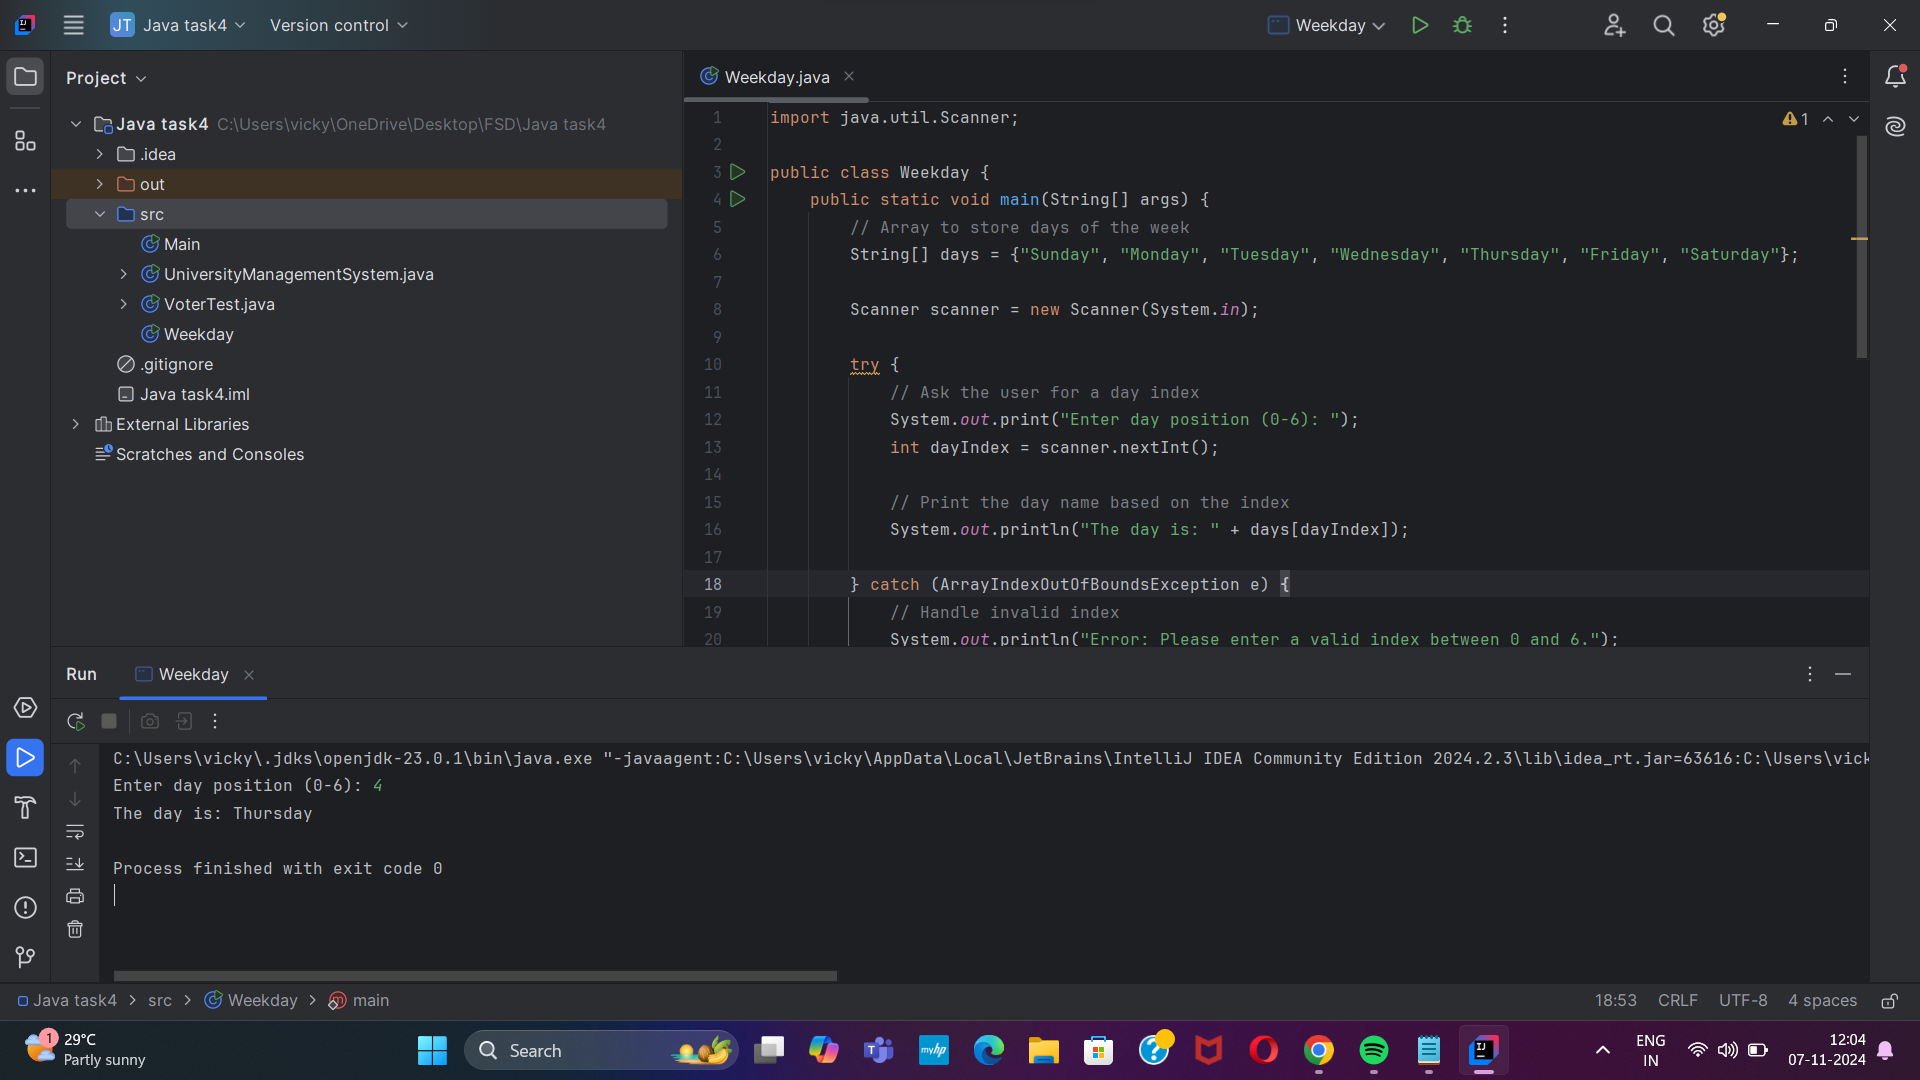 JT Java task4 Version control Weekday
Project
Weekday.java
Java task4 C:\Users\vicky\OneDrive\Desktop\FSD\Java task4
.idea
out
src
Main
UniversityManagementSystem.java
VoterTest.java
Weekday
.gitignore
Java task4.iml
External Libraries
Scratches and Consoles
1 import java.util.Scanner;
1
2
3 public class Weekday {
4 public static void main(String[] args) {
5 // Array to store days of the week
6 String[] days = {"Sunday", "Monday", "Tuesday", "Wednesday", "Thursday", "Friday", "Saturday"};
7
8 Scanner scanner = new Scanner(System.in);
9
10 try {
11 // Ask the user for a day index
12 System.out.print("Enter day position (0-6): ");
13 int dayIndex = scanner.nextInt();
14
15 // Print the day name based on the index
16 System.out.println("The day is: " + days[dayIndex]);
17
18 } catch (ArrayIndexOutOfBoundsException e) {
19 // Handle invalid index
20 System.out.println("Error: Please enter a valid index between 0 and 6.");
Run Weekday
C:\Users\vicky\.jdks\openjdk-23.0.1\bin\java.exe "-javaagent:C:\Users\vicky\AppData\Local\JetBrains\IntelliJ IDEA Community Edition 2024.2.3\lib\idea_rt.jar=63616:C:\Users\vick
Enter day position (0-6): 4
The day is: Thursday
Process finished with exit code 0
Java task4 > src > Weekday > main
18:53 CRLF UTF-8 4 spaces
1
29°C
Partly sunny
Search
myhp
ENG
IN
12:04
07-11-2024